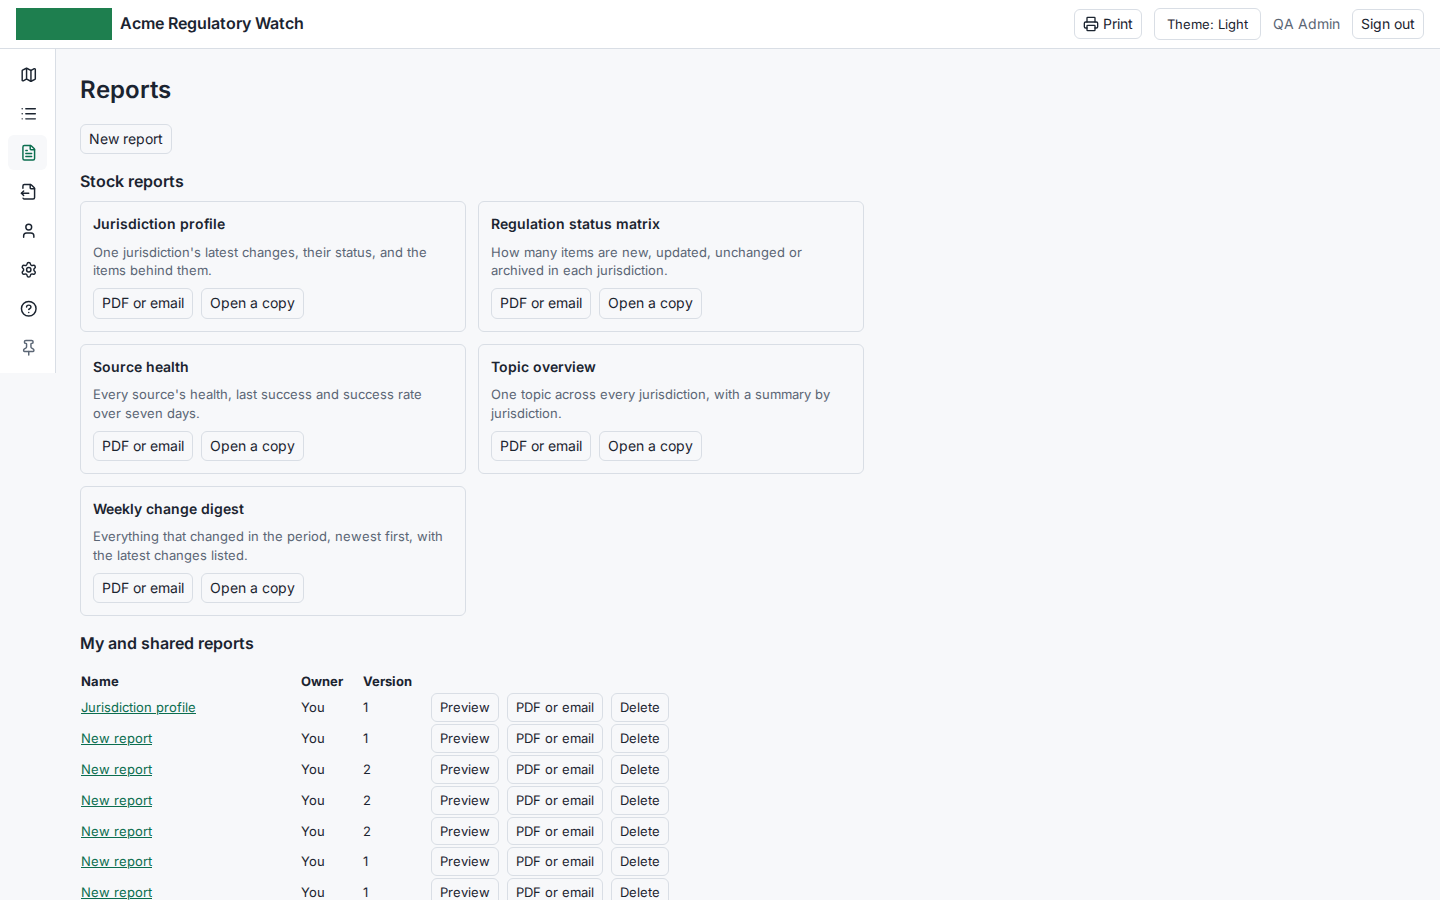 Acme Regulatory Watch
Print
Theme: Light
QA Admin
Sign out
Reports
New report
Stock reports
Jurisdiction profile
One jurisdiction's latest changes, their status, and the
items behind them.
PDF or email
Open a copy
Regulation status matrix
How many items are new, updated, unchanged or
archived in each jurisdiction.
PDF or email
Open a copy
Source health
Every source's health, last success and success rate
over seven days.
PDF or email
Open a copy
Topic overview
One topic across every jurisdiction, with a summary by
jurisdiction.
PDF or email
Open a copy
Weekly change digest
Everything that changed in the period, newest first, with
the latest changes listed.
PDF or email
Open a copy
My and shared reports
Name Owner Version
Jurisdiction profile You 1 Preview PDF or email Delete
New report You 1 Preview PDF or email Delete
New report You 2 Preview PDF or email Delete
New report You 2 Preview PDF or email Delete
New report You 2 Preview PDF or email Delete
New report You 1 Preview PDF or email Delete
New report You 1 Preview PDF or email Delete